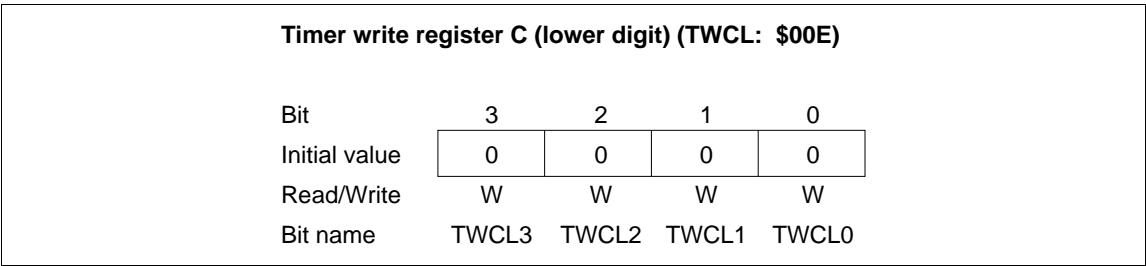 Timer write register C (lower digit) (TWCL: $00E)
Bit 3 2 1 0
Initial value 0 0 0 0
Read/Write W W W W
Bit name TWCL3 TWCL2 TWCL1 TWCL0